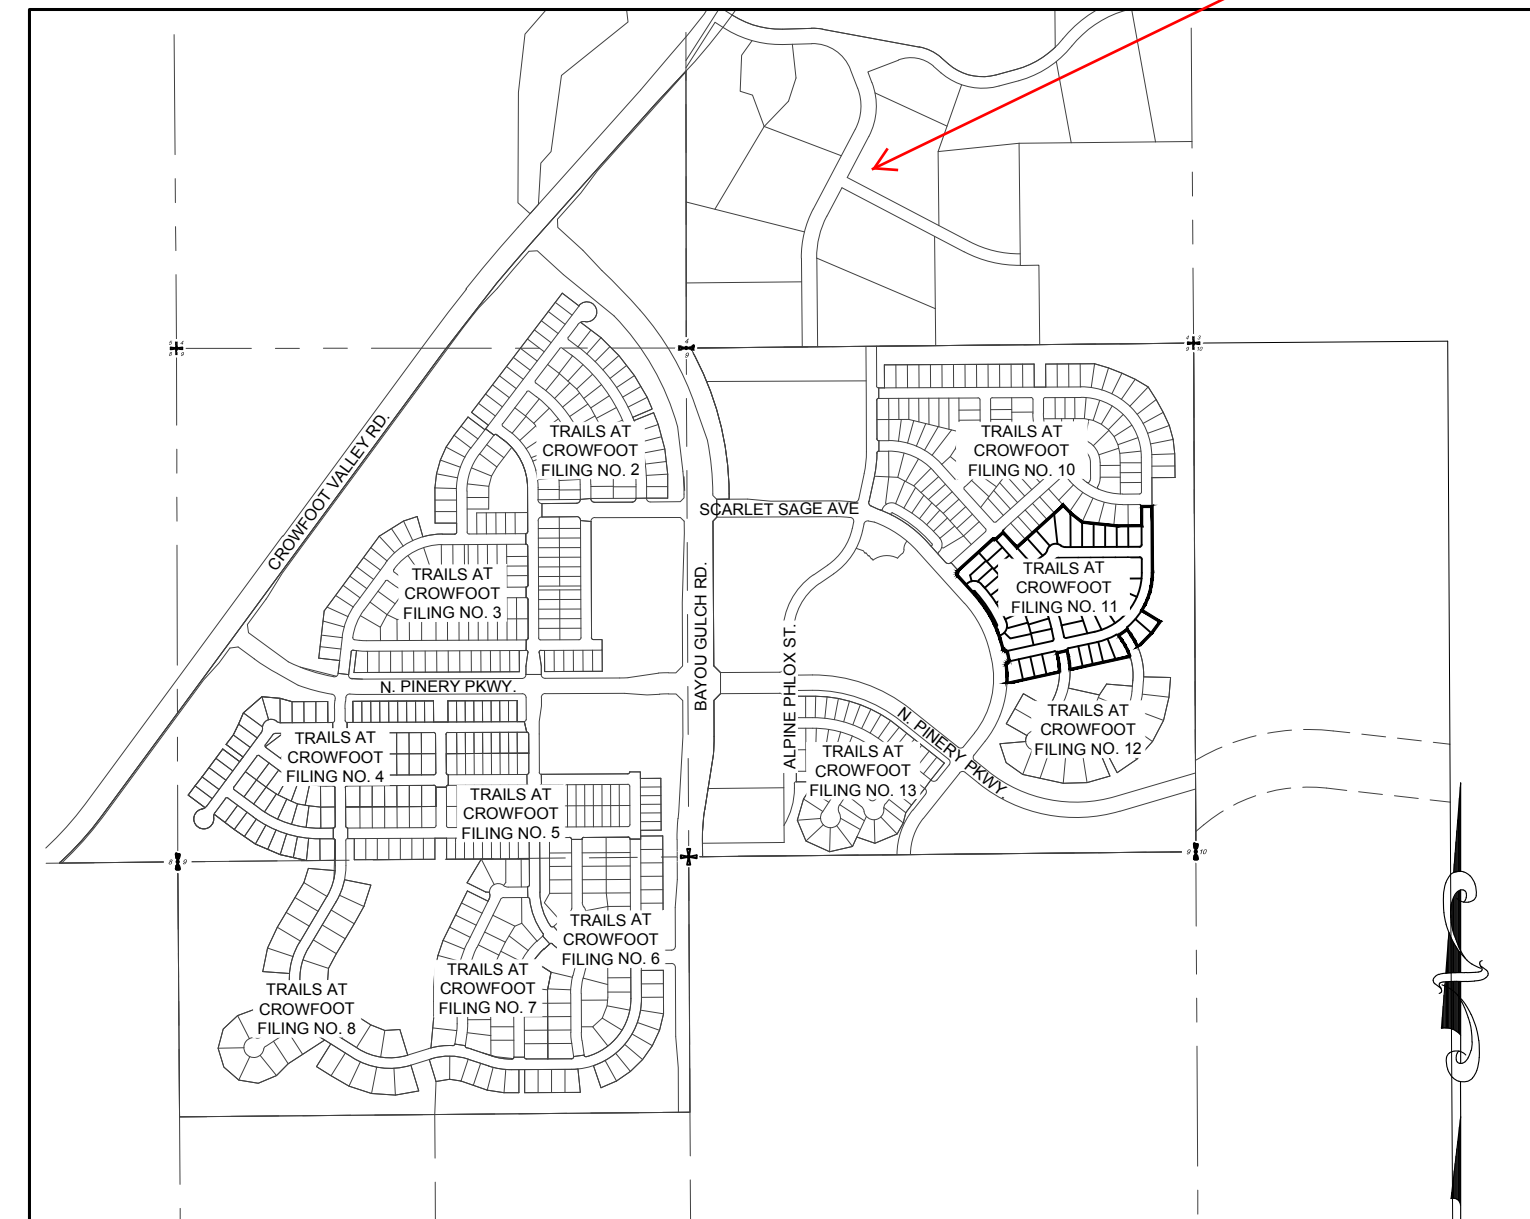 TRAILS AT
CROWFOOT
FILING NO. 2
TRAILS AT
CROWFOOT
FILING NO. 10
CROWFOOT VALLEY RD.
SCARLET SAGE AVE
TRAILS AT
CROWFOOT
FILING NO. 3
TRAILS AT
CROWFOOT
FILING NO. 11
BAYOU GULCH RD.
ALPINE PHLOX ST.
N. PINERY PKWY.
N. PINERY PKWY.
TRAILS AT
CROWFOOT
FILING NO. 12
TRAILS AT
CROWFOOT
FILING NO. 4
TRAILS AT
CROWFOOT
FILING NO. 13
TRAILS AT
CROWFOOT
FILING NO. 5
8 9
9 10
TRAILS AT
CROWFOOT
FILING NO. 6
TRAILS AT
CROWFOOT
FILING NO. 7
TRAILS AT
CROWFOOT
FILING NO. 8